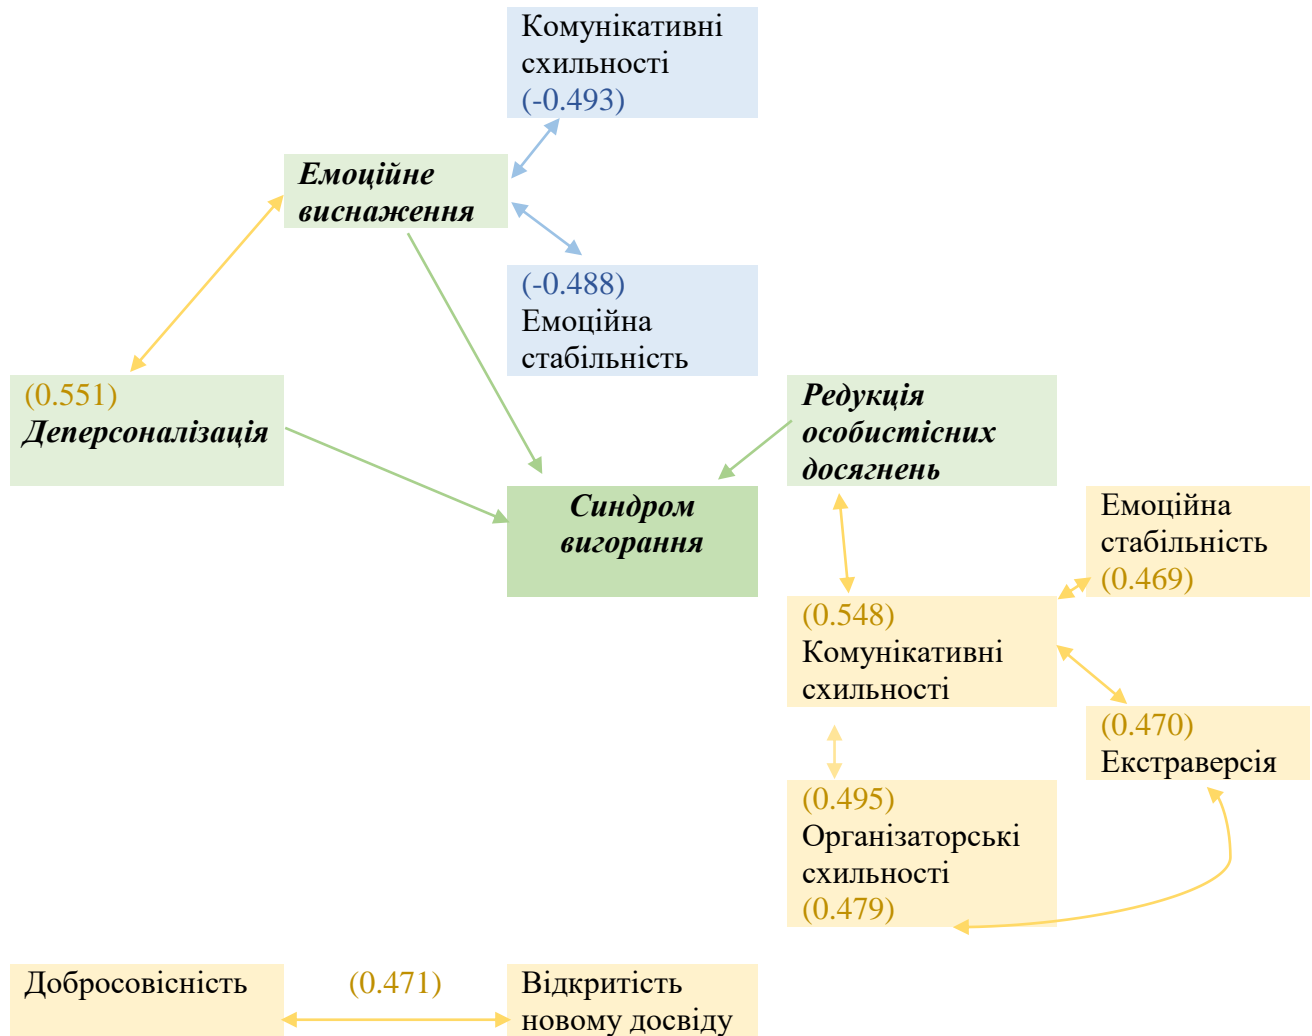 Комунікативні
схильності
(-0.493)
Емоційне
виснаження
(-0.488)
Емоційна
стабільність
(0.551)
Деперсоналізація
Редукція
особистісних
досягнень
Синдром
вигорання
Емоційна
стабільність
(0.469)
(0.548)
Комунікативні
схильності
(0.470)
Екстраверсія
(0.495)
Організаторські
схильності
(0.479)
Добросовісність
(0.471)
Відкритість
новому досвіду